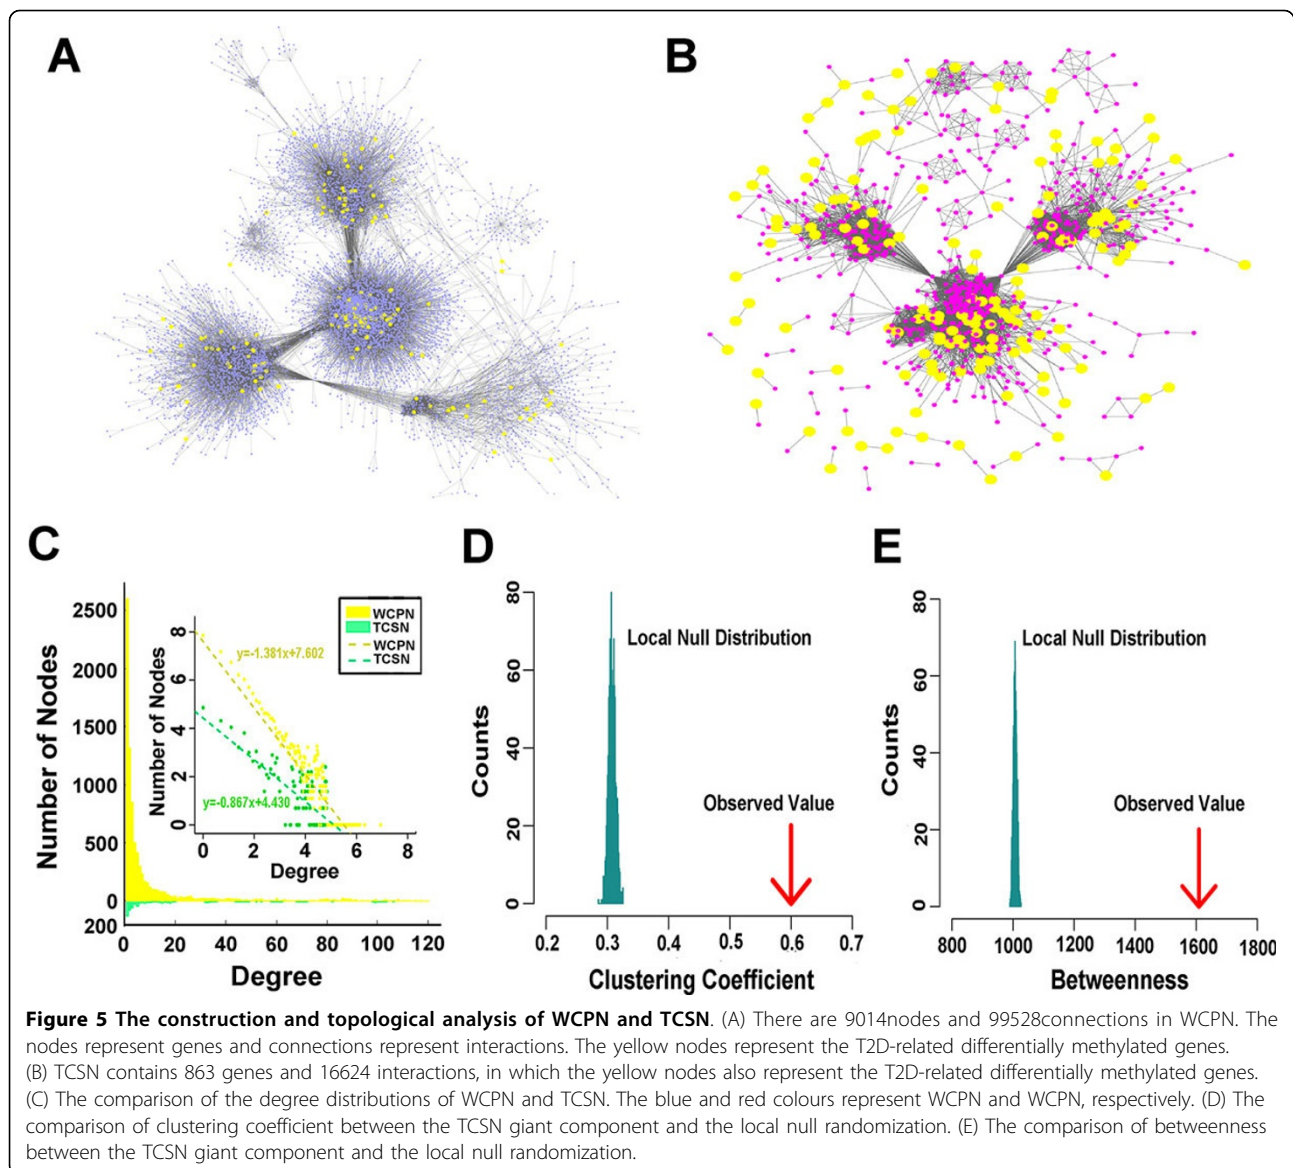 A
B
C
2500
2000
1500
1000
500
0
200
Number of Nodes
0 20 40 60 80 100 120
Degree
WCPN
TCSN
WCPN
TCSN
8
6
4
2
0
Number of Nodes
y=-1.381x+7.602
y=-0.867x+4.430
0 2 4 6 8
Degree
D
80
60
40
20
0
Counts
Local Null Distribution
Observed Value
0.2 0.3 0.4 0.5 0.6 0.7
Clustering Coefficient
E
80
60
40
20
0
Counts
Local Null Distribution
Observed Value
800 1000 1200 1400 1600 1800
Betweenness
Figure 5 The construction and topological analysis of WCPN and TCSN. (A) There are 9014nodes and 99528connections in WCPN. The
nodes represent genes and connections represent interactions. The yellow nodes represent the T2D-related differentially methylated genes.
(B) TCSN contains 863 genes and 16624 interactions, in which the yellow nodes also represent the T2D-related differentially methylated genes.
(C) The comparison of the degree distributions of WCPN and TCSN. The blue and red colours represent WCPN and WCPN, respectively. (D) The
comparison of clustering coefficient between the TCSN giant component and the local null randomization. (E) The comparison of betweenness
between the TCSN giant component and the local null randomization.